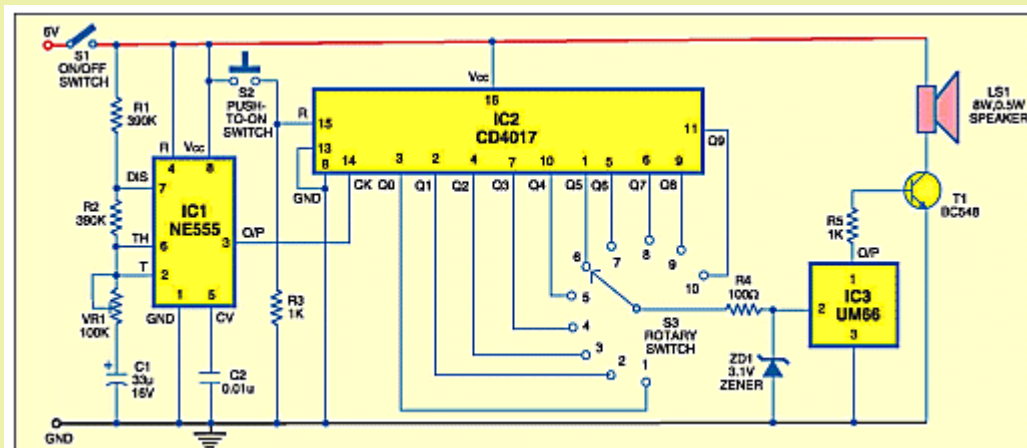 6V
S1
ON/OFF
SWITCH
S2
PUSH-
TO-ON
SWITCH
Vcc
16
IC2
CD4017
R
15
13
8
14
3
2
4
7
10
1
5
6
9
11
Q9
GND
CK
Q0
Q1
Q2
Q3
Q4
Q5
Q6
Q7
Q8
LS1
8W,0.5W
SPEAKER
R1
390K
R
Vcc
4
8
DIS
7
IC1
NE555
R2
390K
TH
6
3
O/P
T
2
1
5
GND
CV
VR1
100K
C1
33u
16V
C2
0.01u
R3
1K
6
7
8
9
10
5
4
3
2
1
S3
ROTARY
SWITCH
R4
100Ω
ZD1
3.1V
ZENER
T1
BC548
R5
1K
O/P
1
2
IC3
UM66
3
GND